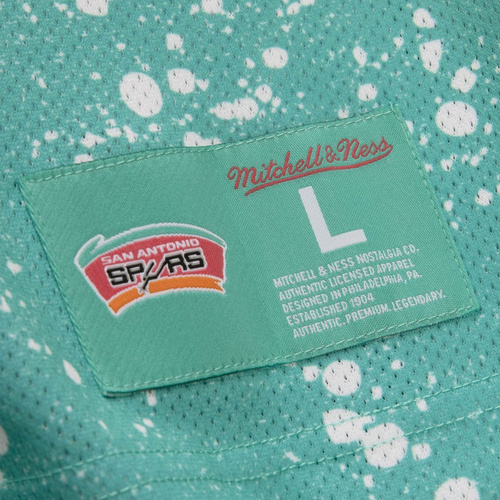 Mitchell & Ness
L
SAN ANTONIO
SPURS
MITCHELL & NESS NOSTALGIA CO.
AUTHENTIC LICENSED APPAREL
DESIGNED IN PHILADELPHIA, PA.
ESTABLISHED 1904
AUTHENTIC. PREMIUM. LEGENDARY.